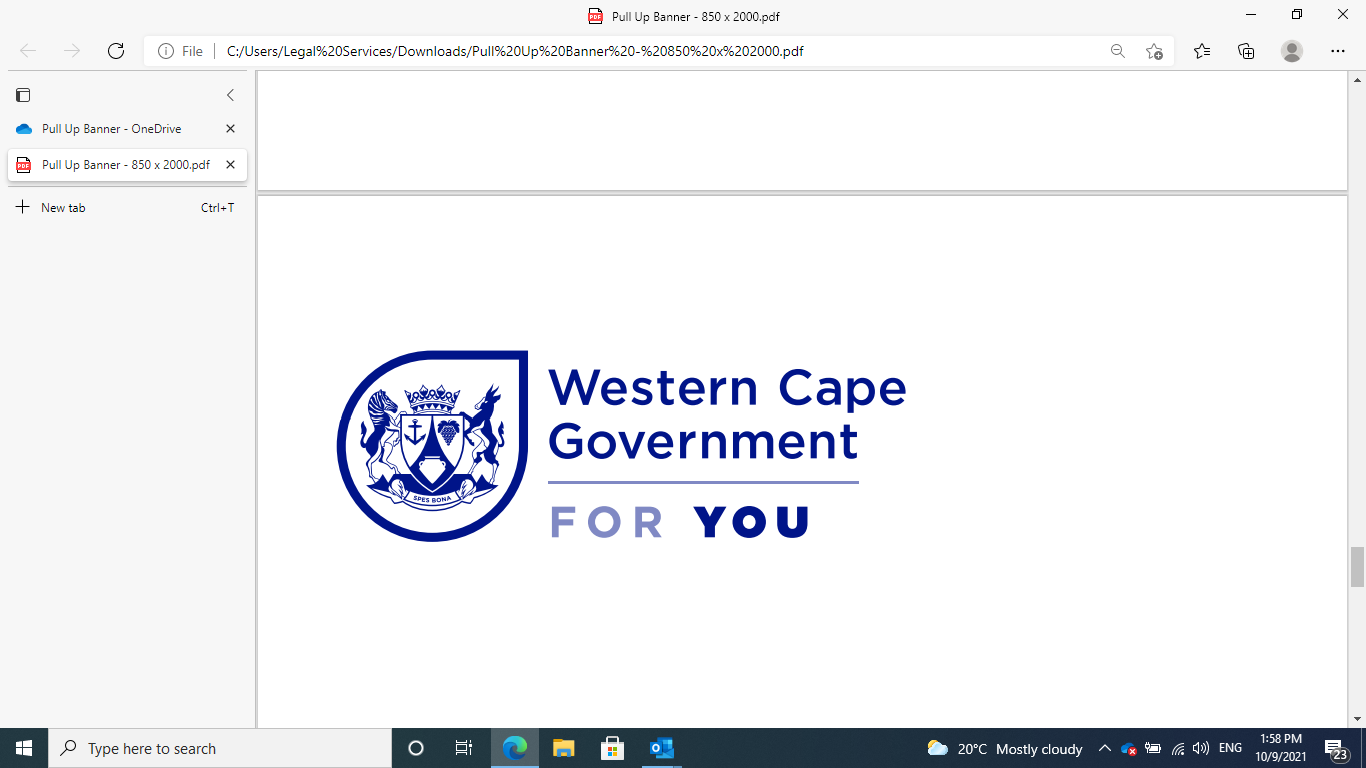 Pull Up Banner - 850 x 2000.pdf
File
C:/Users/Legal%20Services/Downloads/Pull%20Up%20Banner%20-%20850%20x%202000.pdf
Pull Up Banner - OneDrive
PDF Pull Up Banner - 850 x 2000.pdf
New tab Ctrl+T
Western Cape
Government
FOR YOU
SPES BONA
Type here to search
20°C Mostly cloudy
ENG
1:58 PM
10/9/2021
23